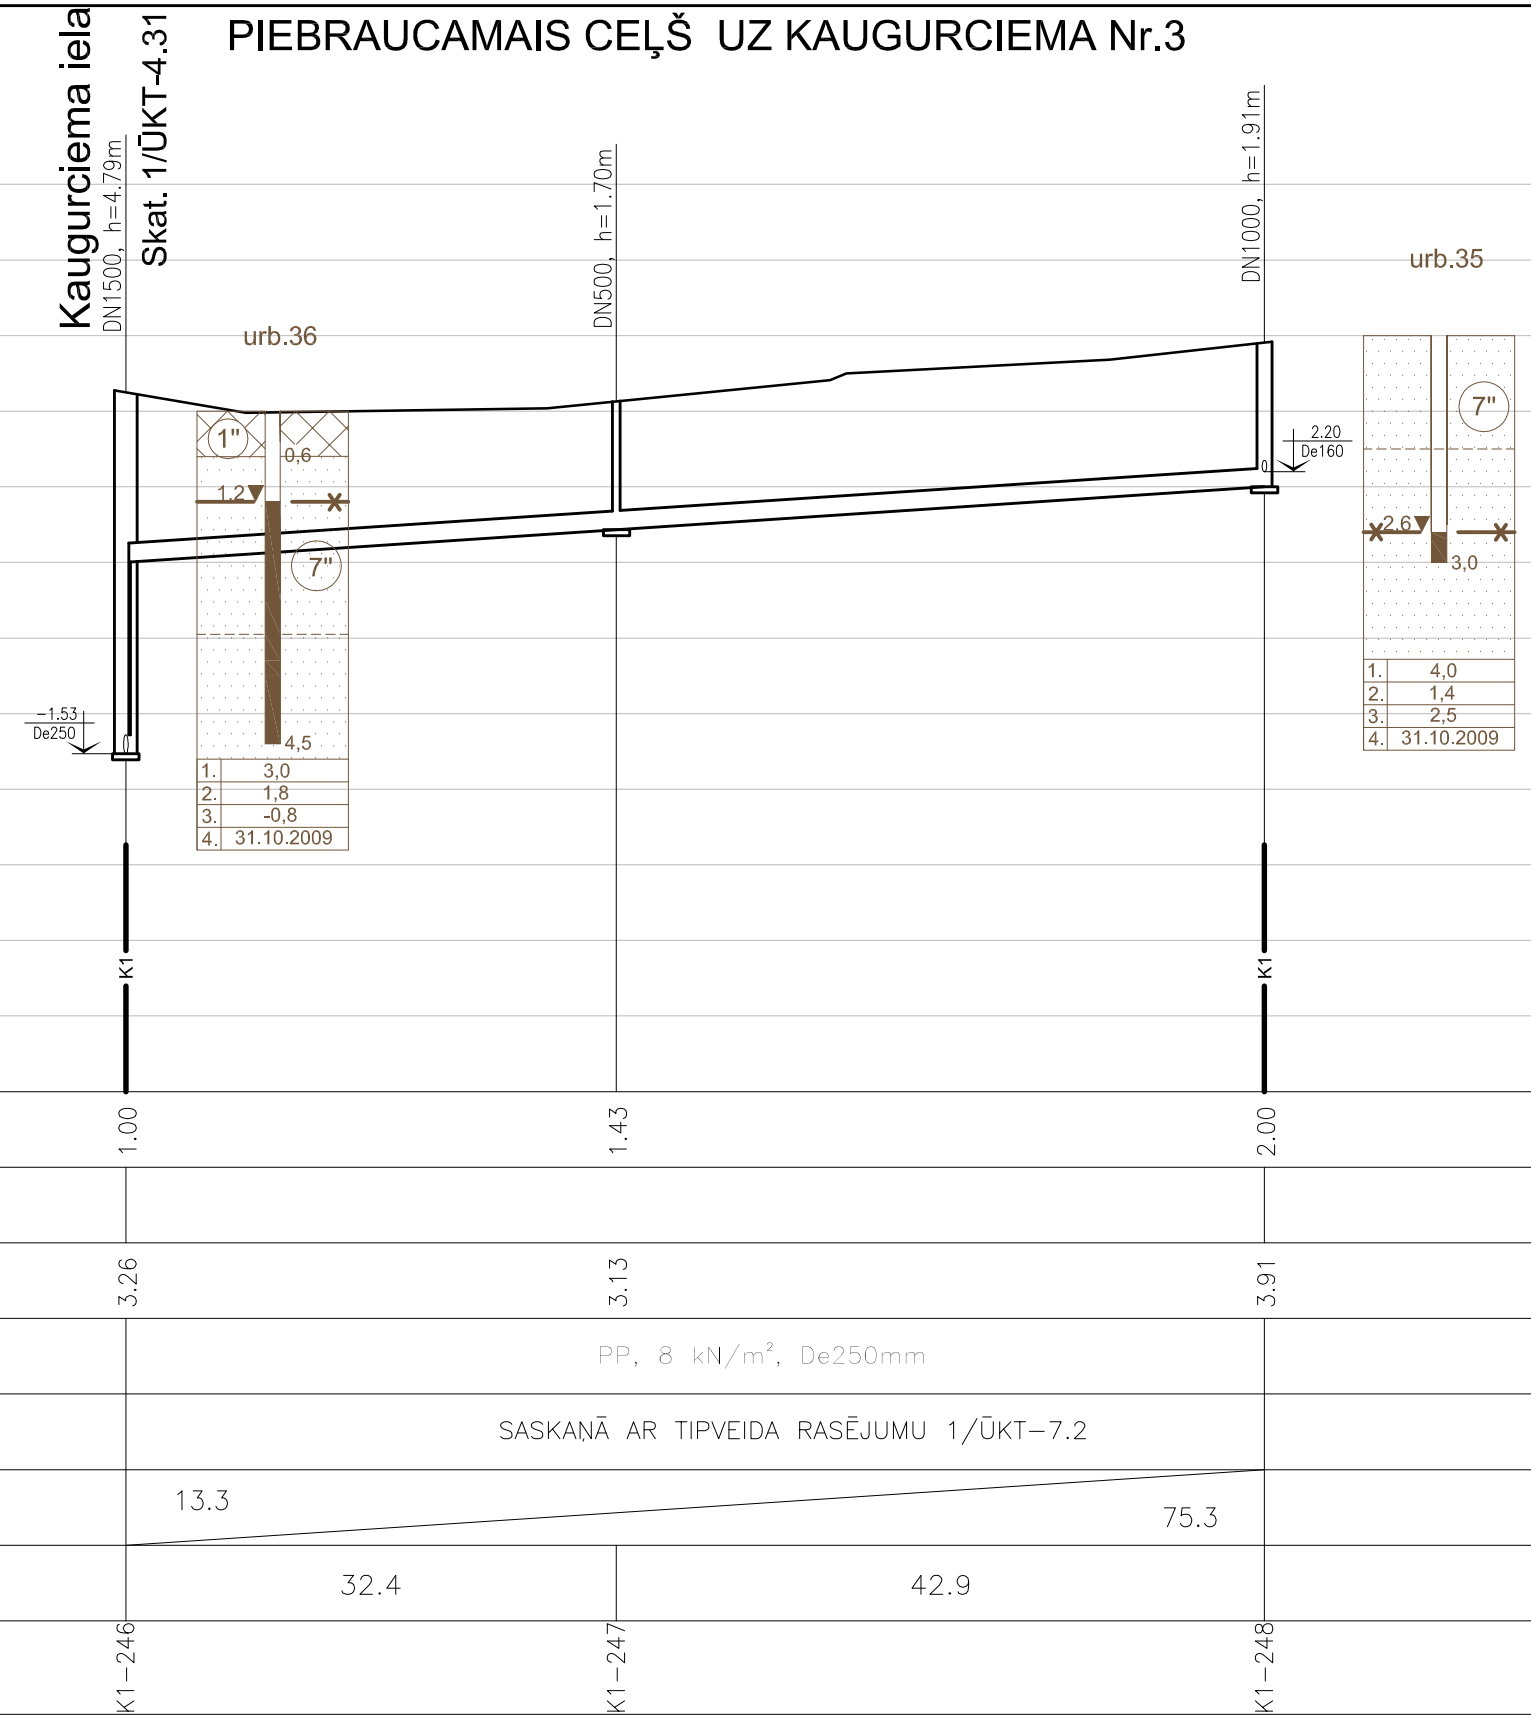 PIEBRAUCAMAIS CEĻŠ UZ KAUGURCIEMA Nr.3
Kaugurciema iela
Skat. 1/ŪKT-4.31
DN1500, h=4.79m
DN500, h=1.70m
DN1000, h=1.91m
urb.36
urb.35
1"
0,6
1.2
7"
4,5
1. 3,0
2. 1,8
3. -0,8
4. 31.10.2009
-1.53
De250
2.20
De160
7"
2.6
3,0
1. 4,0
2. 1,4
3. 2,5
4. 31.10.2009
K1
K1
1.00 1.43 2.00
3.26 3.13 3.91
PP, 8 kN/m², De250mm
SASKAŅĀ AR TIPVEIDA RASĒJUMU 1/ŪKT-7.2
13.3 75.3
32.4 42.9
K1-246 K1-247 K1-248